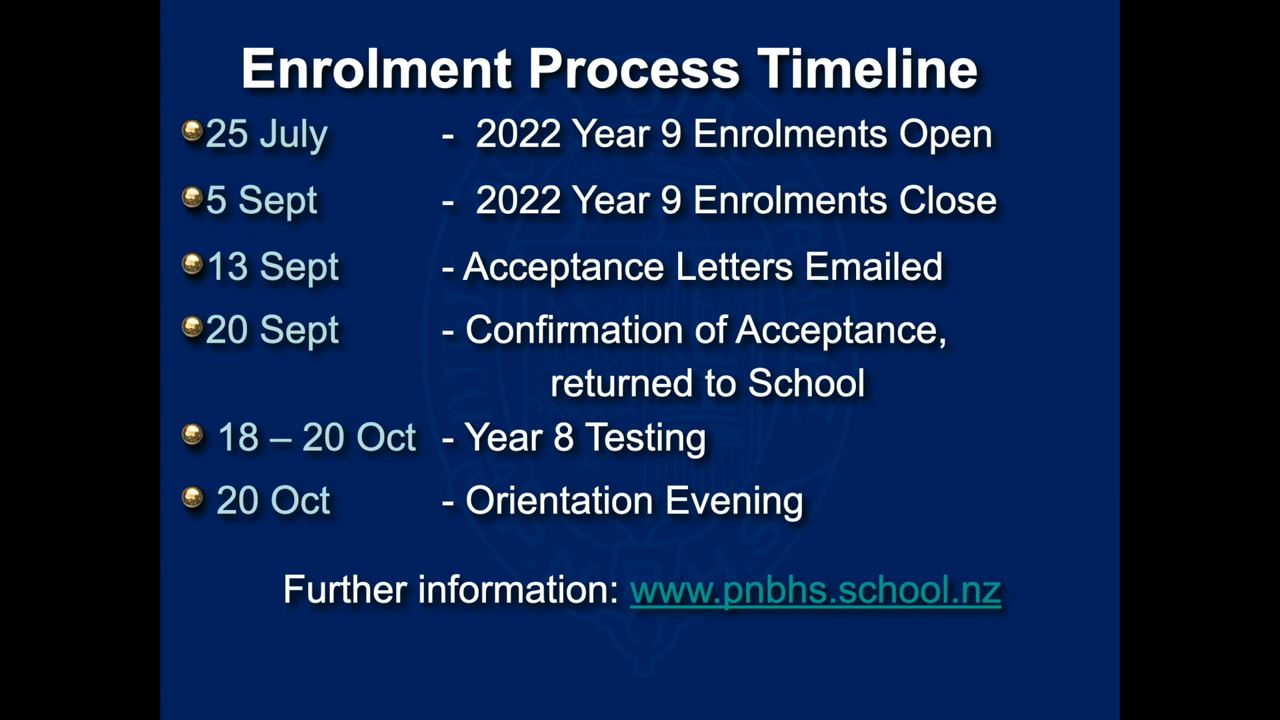 Enrolment Process Timeline
25 July - 2022 Year 9 Enrolments Open
5 Sept - 2022 Year 9 Enrolments Close
13 Sept - Acceptance Letters Emailed
20 Sept - Confirmation of Acceptance,
returned to School
18 – 20 Oct - Year 8 Testing
20 Oct - Orientation Evening
Further information: www.pnbhs.school.nz